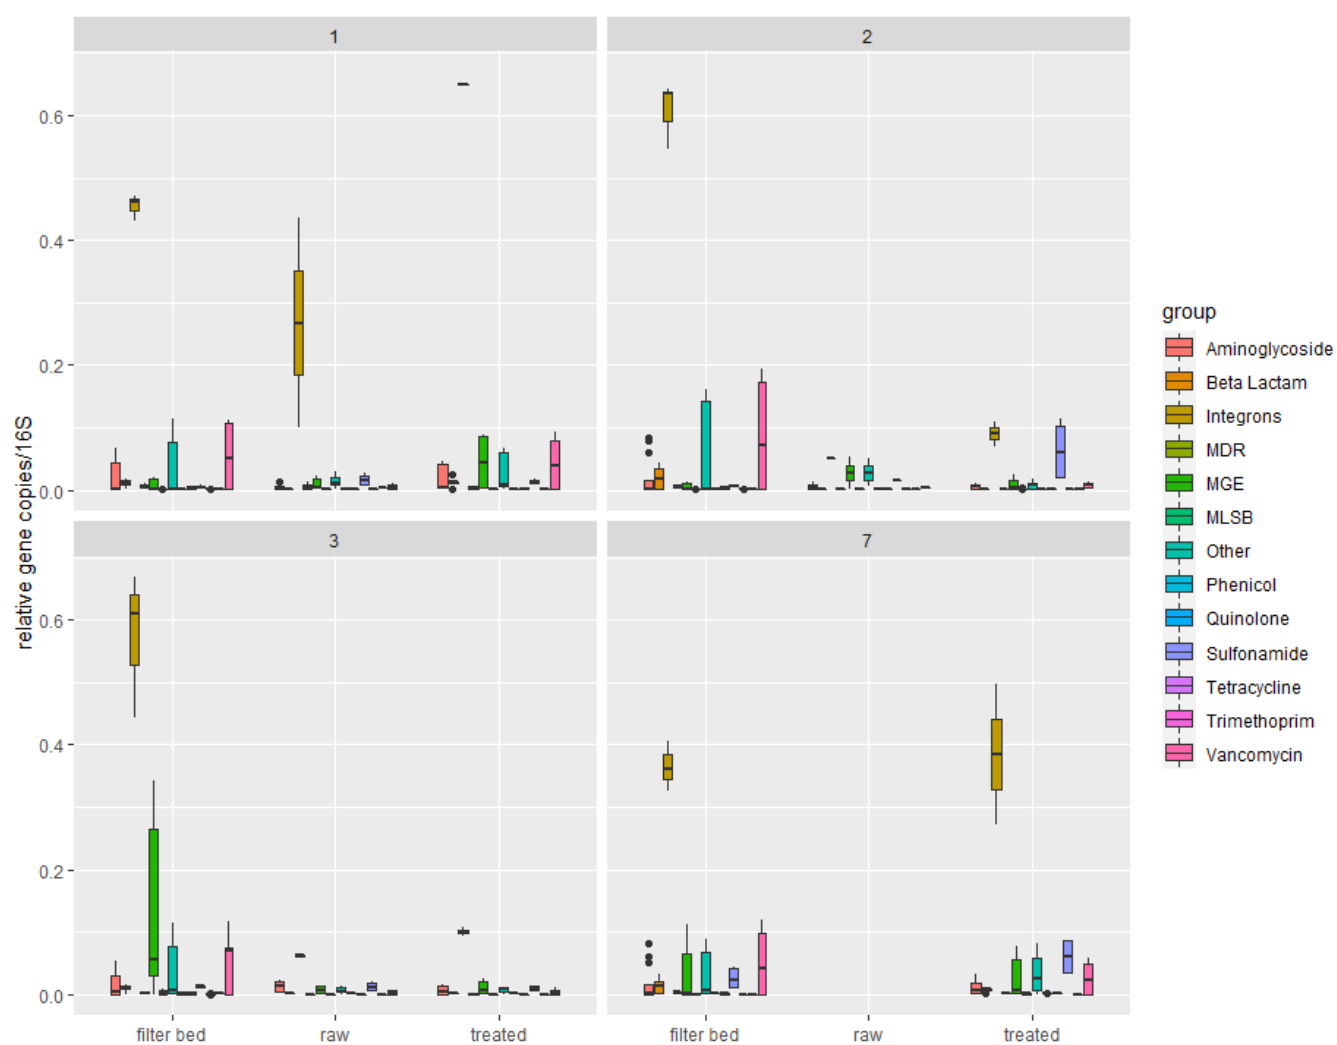 1
2
0.6
0.4
0.2
0.0
3
7
0.6
0.4
0.2
0.0
relative gene copies/16S
filter bed
raw
treated
filter bed
raw
treated
group
Aminoglycoside
Beta Lactam
Integrons
MDR
MGE
MLSB
Other
Phenicol
Quinolone
Sulfonamide
Tetracycline
Trimethoprim
Vancomycin